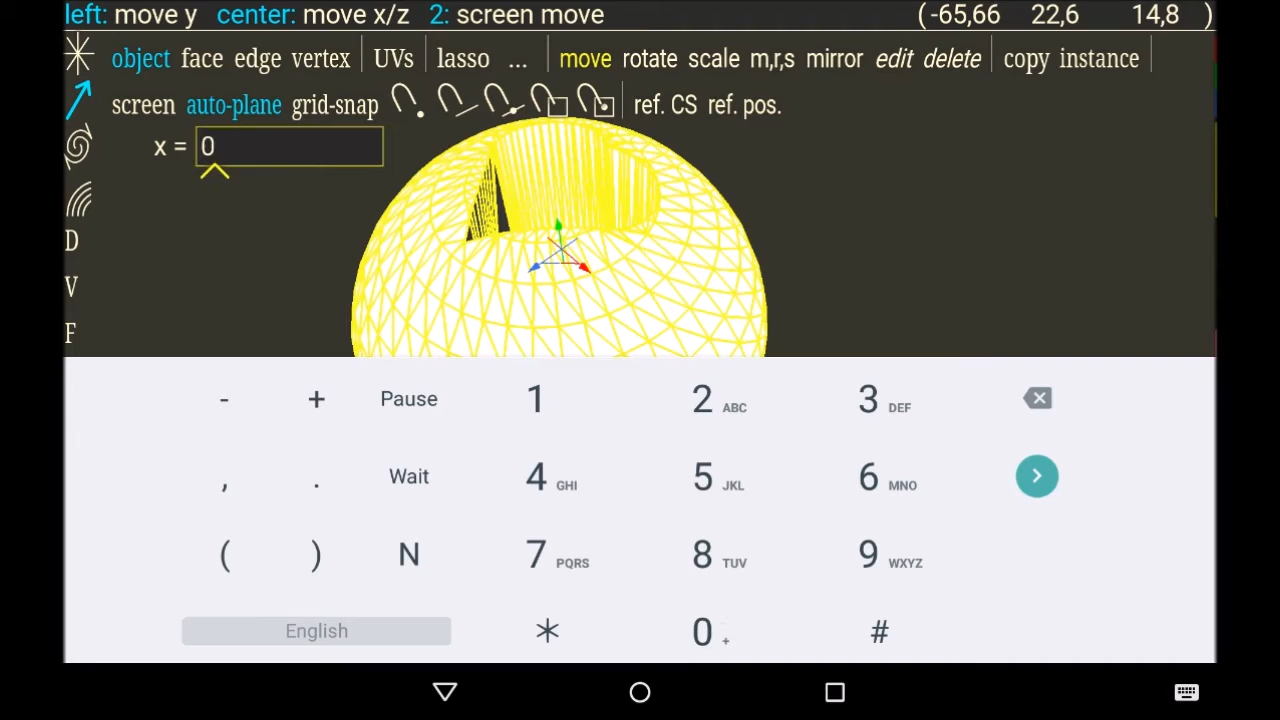 left: move y center: move x/z 2: screen move ( -65,66 22,6 14,8 )
object face edge vertex UVs lasso ... move rotate scale m,r,s mirror edit delete copy instance
screen auto-plane grid-snap ref. CS ref. pos.
x = 0
D
V
F
- + Pause 1 2 ABC 3 DEF
, . Wait 4 GHI 5 JKL 6 MNO
( ) N 7 PQRS 8 TUV 9 WXYZ
English * 0 + #